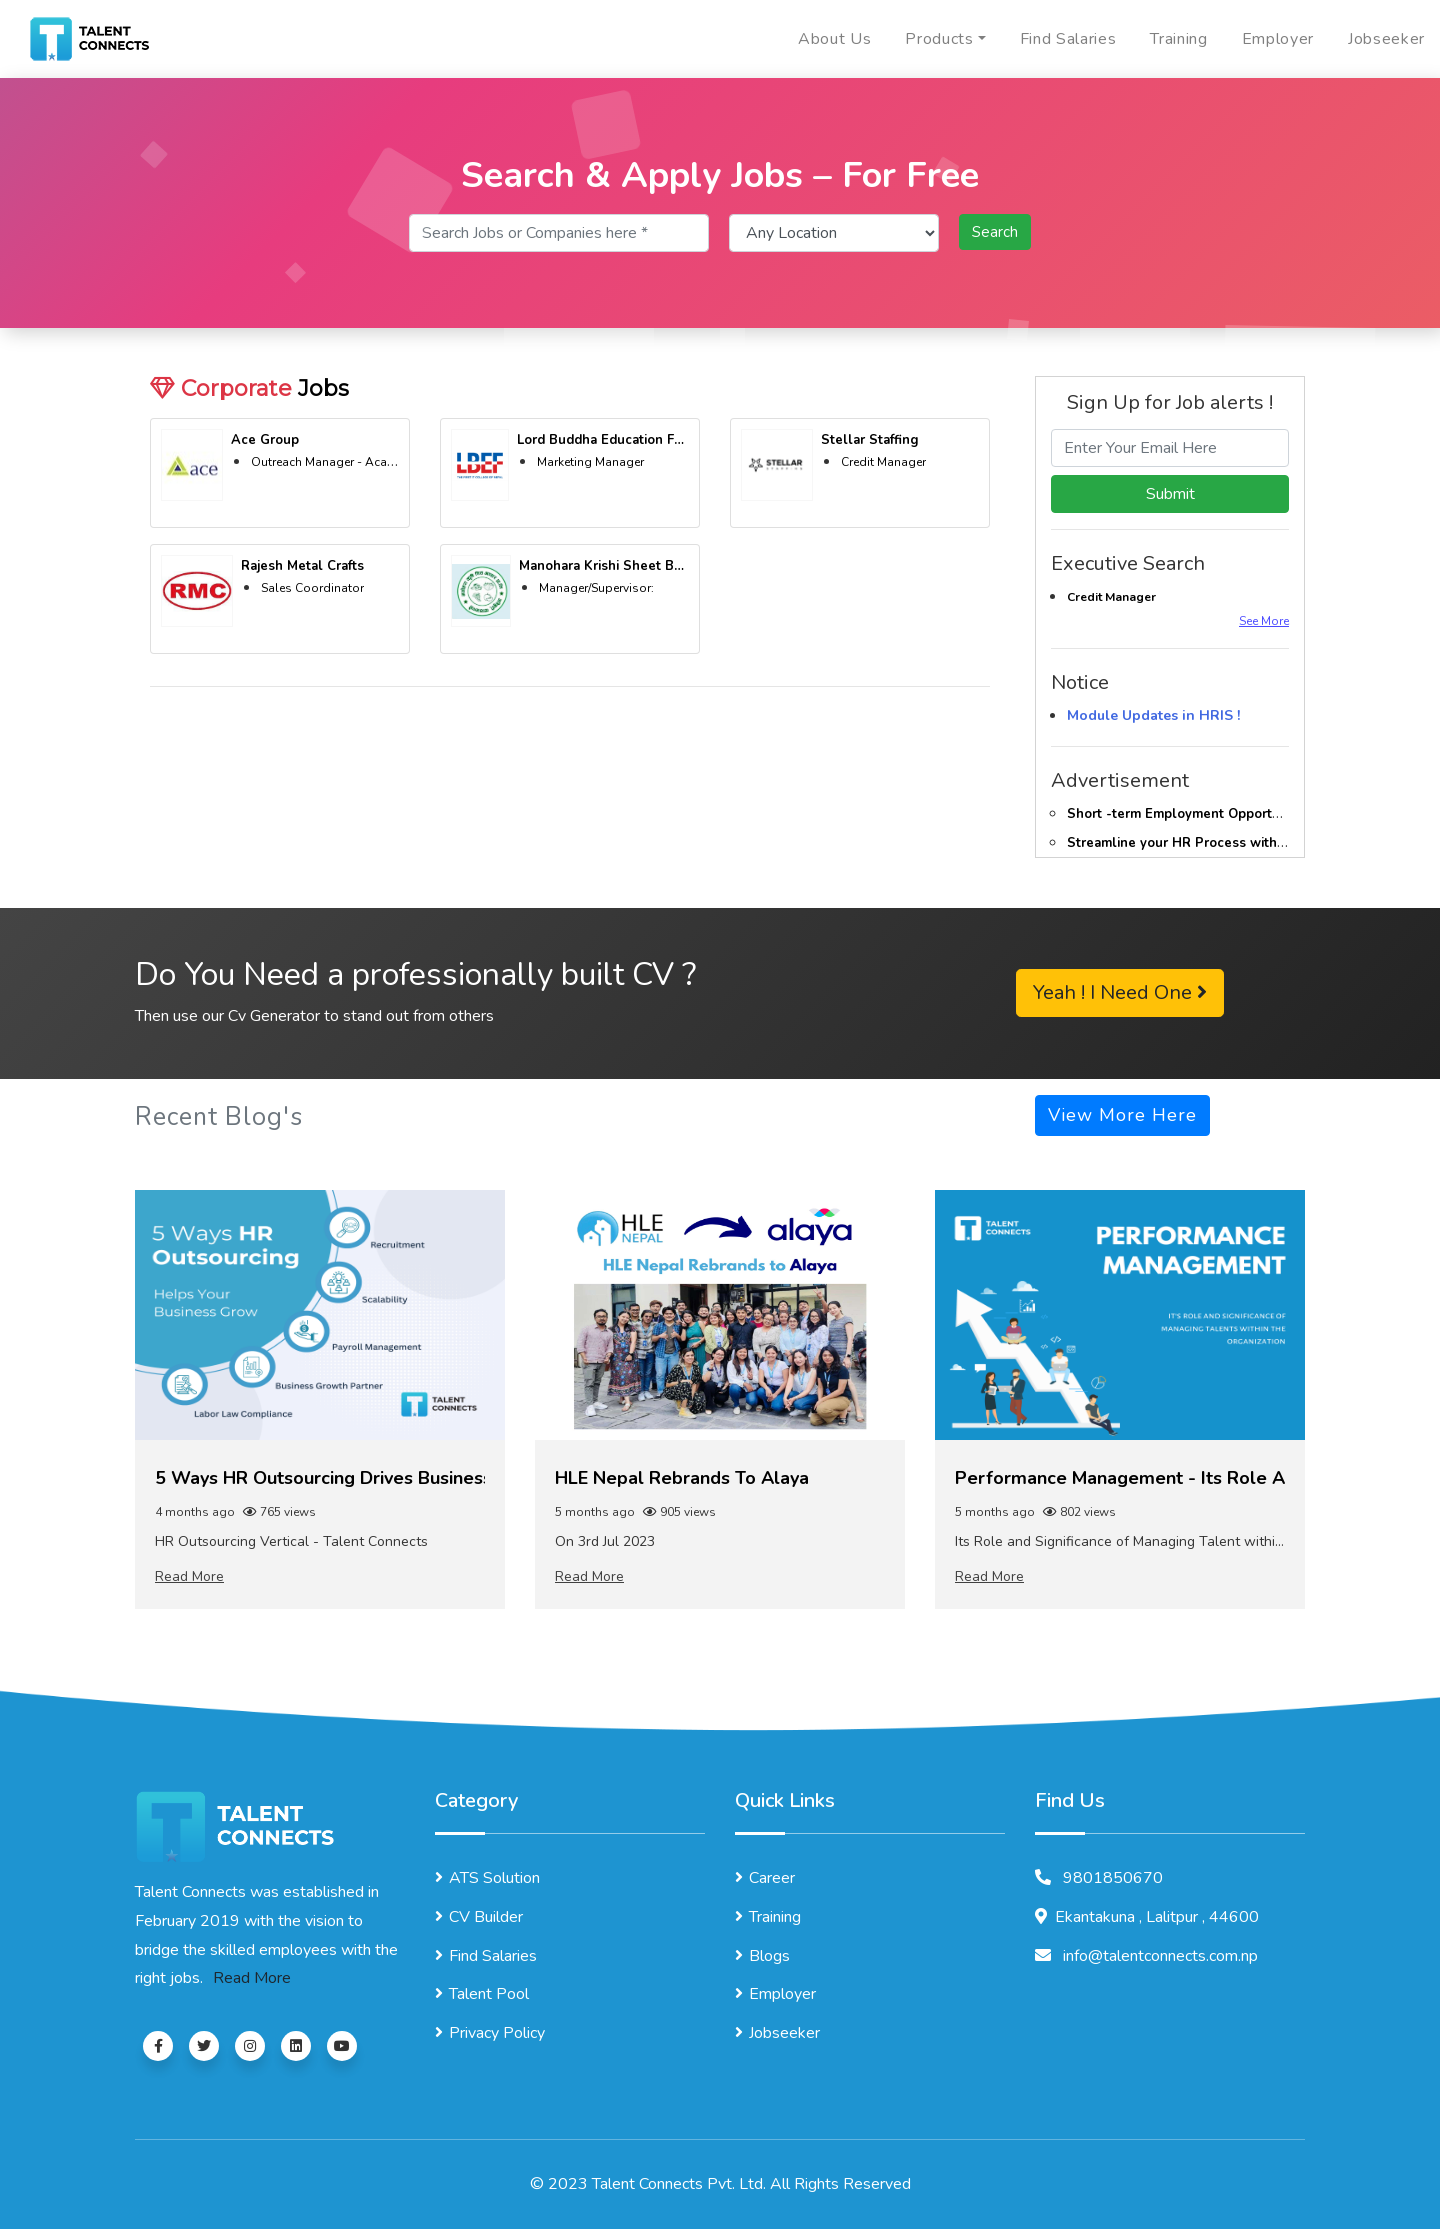 TALENT
CONNECTS
About Us
Products
Find Salaries
Training
Employer
Jobseeker
Search & Apply Jobs – For Free
Search Jobs or Companies here *
Any Location
Search
Corporate Jobs
ace
Ace Group
Outreach Manager - Aca...
LBEF
Lord Buddha Education F...
Marketing Manager
STELLAR
Stellar Staffing
Credit Manager
RMC
Rajesh Metal Crafts
Sales Coordinator
Manohara Krishi Sheet B...
Manager/Supervisor:
Sign Up for Job alerts !
Enter Your Email Here
Submit
Executive Search
Credit Manager
See More
Notice
Module Updates in HRIS !
Advertisement
Short -term Employment Opport...
Streamline your HR Process with...
Do You Need a professionally built CV ?
Then use our Cv Generator to stand out from others
Yeah ! I Need One
Recent Blog's
View More Here
5 Ways HR
Outsourcing
Helps Your
Business Grow
Recruitment
Scalability
Payroll Management
Business Growth Partner
Labor Law Compliance
TALENT
CONNECTS
5 Ways HR Outsourcing Drives Business
4 months ago 765 views
HR Outsourcing Vertical - Talent Connects
Read More
HLE
NEPAL
alaya
HLE Nepal Rebrands to Alaya
HLE Nepal Rebrands To Alaya
5 months ago 905 views
On 3rd Jul 2023
Read More
TALENT
CONNECTS
PERFORMANCE
MANAGEMENT
IT'S ROLE AND SIGNIFICANCE OF
MANAGING TALENTS WITHIN THE
ORGANIZATION
Performance Management - Its Role A
5 months ago 802 views
Its Role and Significance of Managing Talent withi...
Read More
TALENT
CONNECTS
Talent Connects was established in
February 2019 with the vision to
bridge the skilled employees with the
right jobs. Read More
Category
ATS Solution
CV Builder
Find Salaries
Talent Pool
Privacy Policy
Quick Links
Career
Training
Blogs
Employer
Jobseeker
Find Us
9801850670
Ekantakuna , Lalitpur , 44600
info@talentconnects.com.np
© 2023 Talent Connects Pvt. Ltd. All Rights Reserved